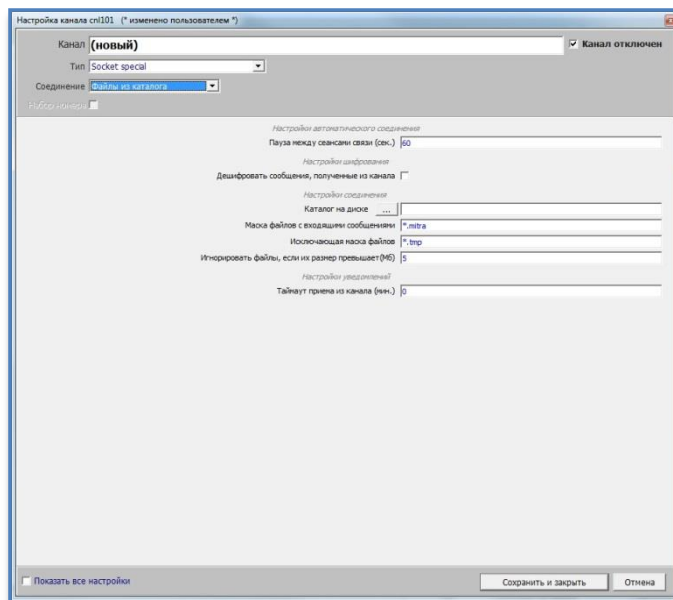 Настройка канала cnl101 (* изменено пользователем *)
Канал (новый) Канал отключен
Тип Socket special
Соединение Файлы из каталога
Набор номера
Настройки автоматического соединения
Пауза между сеансами связи (сек.) 60
Настройки шифрования
Дешифровать сообщения, полученные из канала
Настройки соединения
Каталог на диске ...
Маска файлов с входящими сообщениями *.mitra
Исключающая маска файлов *.tmp
Игнорировать файлы, если их размер превышает(Мб) 5
Настройки уведомлений
Таймаут приема из канала (мин.) 0
Показать все настройки Сохранить и закрыть Отмена